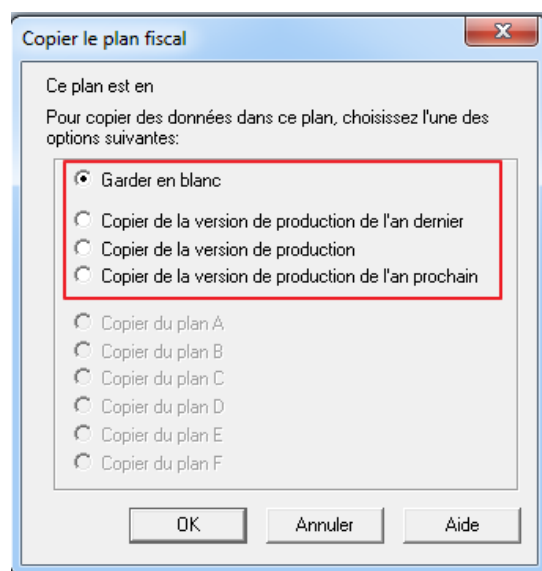 Copier le plan fiscal
Ce plan est en
Pour copier des données dans ce plan, choisissez l'une des
options suivantes:
Garder en blanc
Copier de la version de production de l'an dernier
Copier de la version de production
Copier de la version de production de l'an prochain
Copier du plan A
Copier du plan B
Copier du plan C
Copier du plan D
Copier du plan E
Copier du plan F
OK Annuler Aide